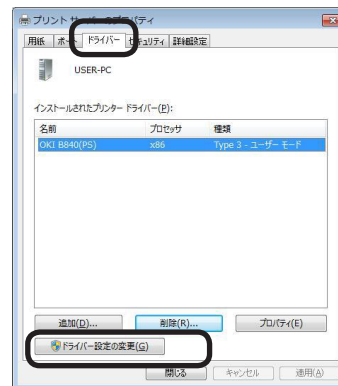 プリント サーバーのプロパティ
用紙 ポート ドライバー セキュリティ 詳細設定
USER-PC
インストールされたプリンター ドライバー(P):
名前 プロセッサ 種類
OKI B840(PS) x86 Type 3 - ユーザー モード
追加(D)... 削除(R)... プロパティ(E)
ドライバー設定の変更(G)
閉じる キャンセル 適用(A)